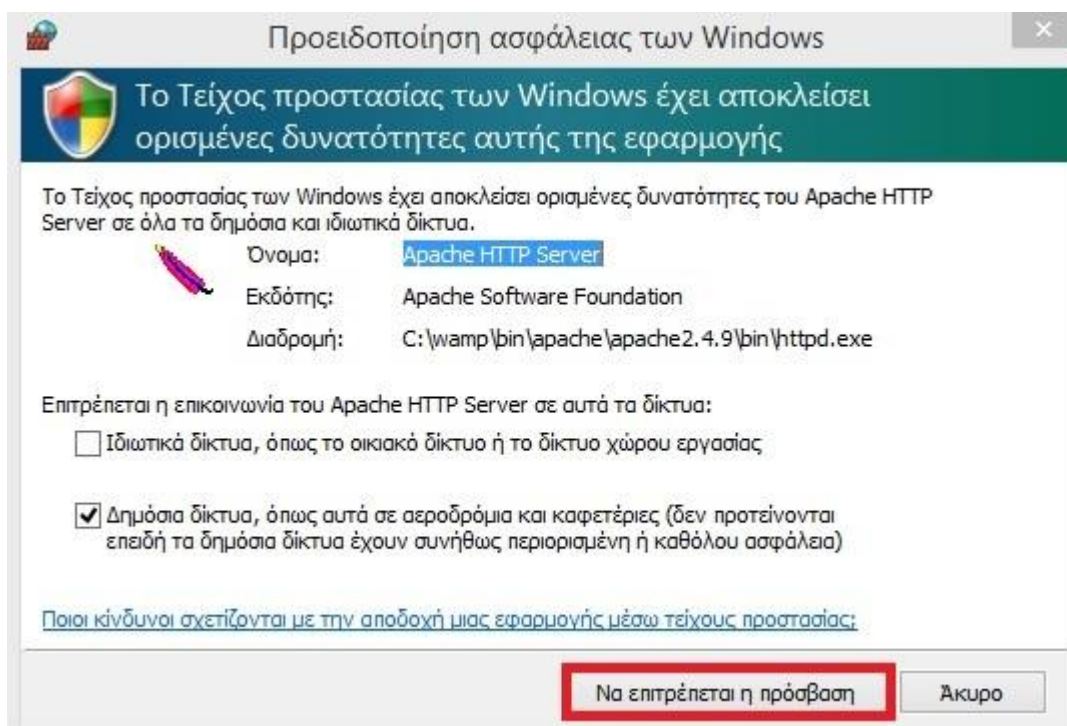 Προειδοποίηση ασφάλειας των Windows
Το Τείχος προστασίας των Windows έχει αποκλείσει
ορισμένες δυνατότητες αυτής της εφαρμογής
Το Τείχος προστασίας των Windows έχει αποκλείσει ορισμένες δυνατότητες του Apache HTTP
Server σε όλα τα δημόσια και ιδιωτικά δίκτυα.
Όνομα: Apache HTTP Server
Εκδότης: Apache Software Foundation
Διαδρομή: C:\wamp\bin\apache\apache2.4.9\bin\httpd.exe
Επιτρέπεται η επικοινωνία του Apache HTTP Server σε αυτά τα δίκτυα:
Ιδιωτικά δίκτυα, όπως το οικιακό δίκτυο ή το δίκτυο χώρου εργασίας
Δημόσια δίκτυα, όπως αυτά σε αεροδρόμια και καφετέριες (δεν προτείνονται
επειδή τα δημόσια δίκτυα έχουν συνήθως περιορισμένη ή καθόλου ασφάλεια)
Ποιοι κίνδυνοι σχετίζονται με την αποδοχή μιας εφαρμογής μέσω τείχους προστασίας;
Να επιτρέπεται η πρόσβαση Άκυρο